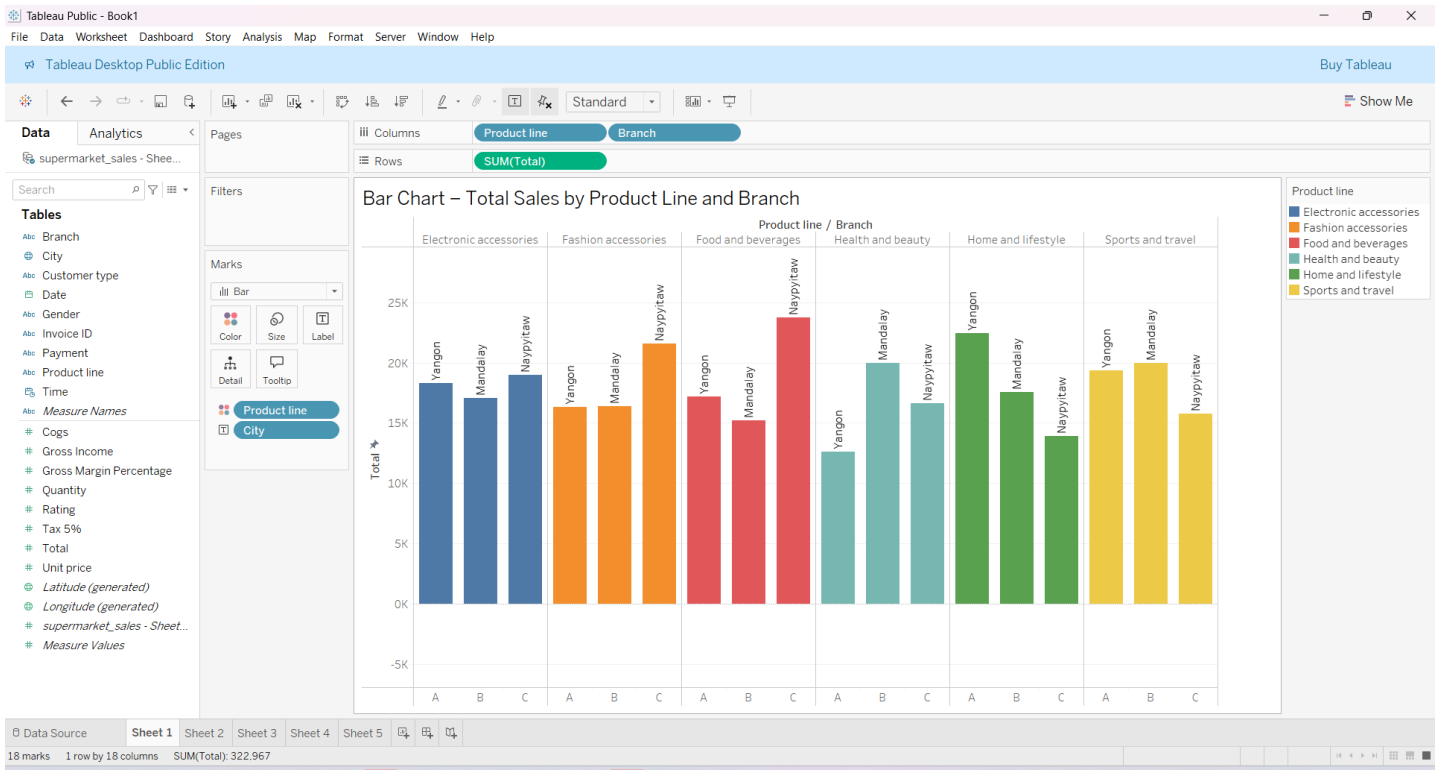 Tableau Public - Book1
File Data Worksheet Dashboard Story Analysis Map Format Server Window Help
Tableau Desktop Public Edition Buy Tableau
Standard Show Me
Data Analytics
supermarket_sales - Shee...
Search
Tables
Abc Branch
City
Abc Customer type
Date
Abc Gender
Abc Invoice ID
Abc Payment
Abc Product line
Time
Abc Measure Names
# Cogs
# Gross Income
# Gross Margin Percentage
# Quantity
# Rating
# Tax 5%
# Total
# Unit price
Latitude (generated)
Longitude (generated)
# supermarket_sales - Sheet...
# Measure Values
Pages
Filters
Marks
Bar
Color Size Label
Detail Tooltip
Product line
City
Columns Product line Branch
Rows SUM(Total)
Bar Chart – Total Sales by Product Line and Branch
Product line / Branch
Electronic accessories Fashion accessories Food and beverages Health and beauty Home and lifestyle Sports and travel
Total
25K
20K
15K
10K
5K
0K
-5K
Yangon Mandalay Naypyitaw Yangon Mandalay Naypyitaw Yangon Mandalay Naypyitaw Yangon Mandalay Naypyitaw Yangon Mandalay Naypyitaw Yangon Mandalay Naypyitaw
A B C A B C A B C A B C A B C A B C
Product line
Electronic accessories
Fashion accessories
Food and beverages
Health and beauty
Home and lifestyle
Sports and travel
Data Source Sheet 1 Sheet 2 Sheet 3 Sheet 4 Sheet 5
18 marks 1 row by 18 columns SUM(Total): 322.967